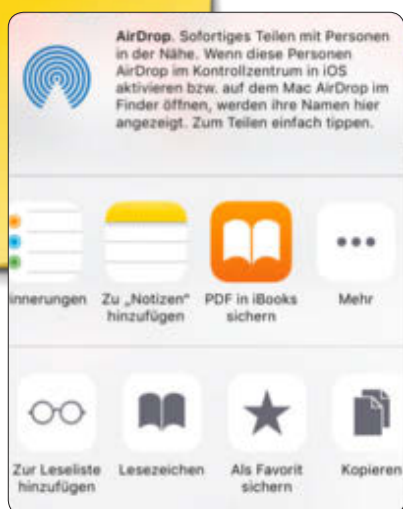 AirDrop. Sofortiges Teilen mit Personen
in der Nähe. Wenn diese Personen
AirDrop im Kontrollzentrum in iOS
aktivieren bzw. auf dem Mac AirDrop im
Finder öffnen, werden ihre Namen hier
angezeigt. Zum Teilen einfach tippen.
innerungen
Zu „Notizen“
hinzufügen
PDF in iBooks
sichern
Mehr
Zur Leseliste
hinzufügen
Lesezeichen
Als Favorit
sichern
Kopieren